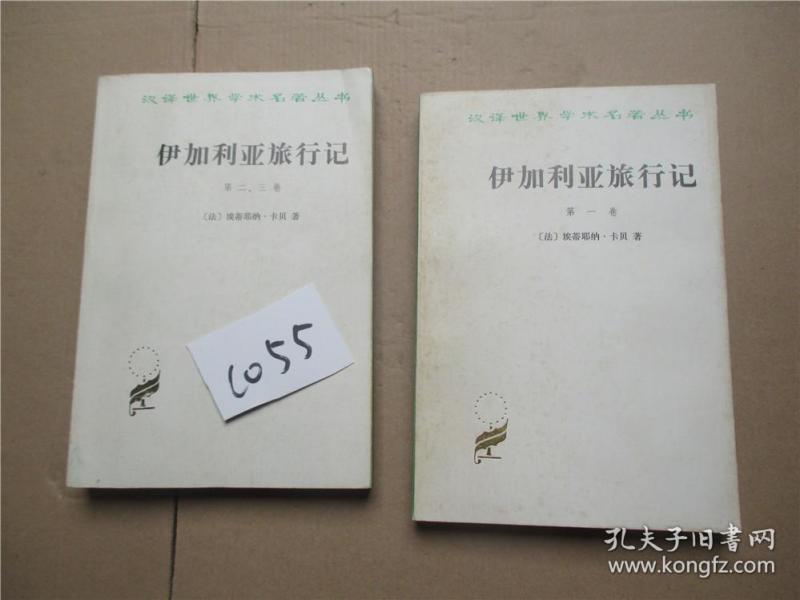 汉译世界学术名著丛书
伊加利亚旅行记
第二、三卷
〔法〕埃蒂耶纳·卡贝 著
6055
汉译世界学术名著丛书
伊加利亚旅行记
第一卷
〔法〕埃蒂耶纳·卡贝 著
孔夫子旧書网
www.kongfz.com